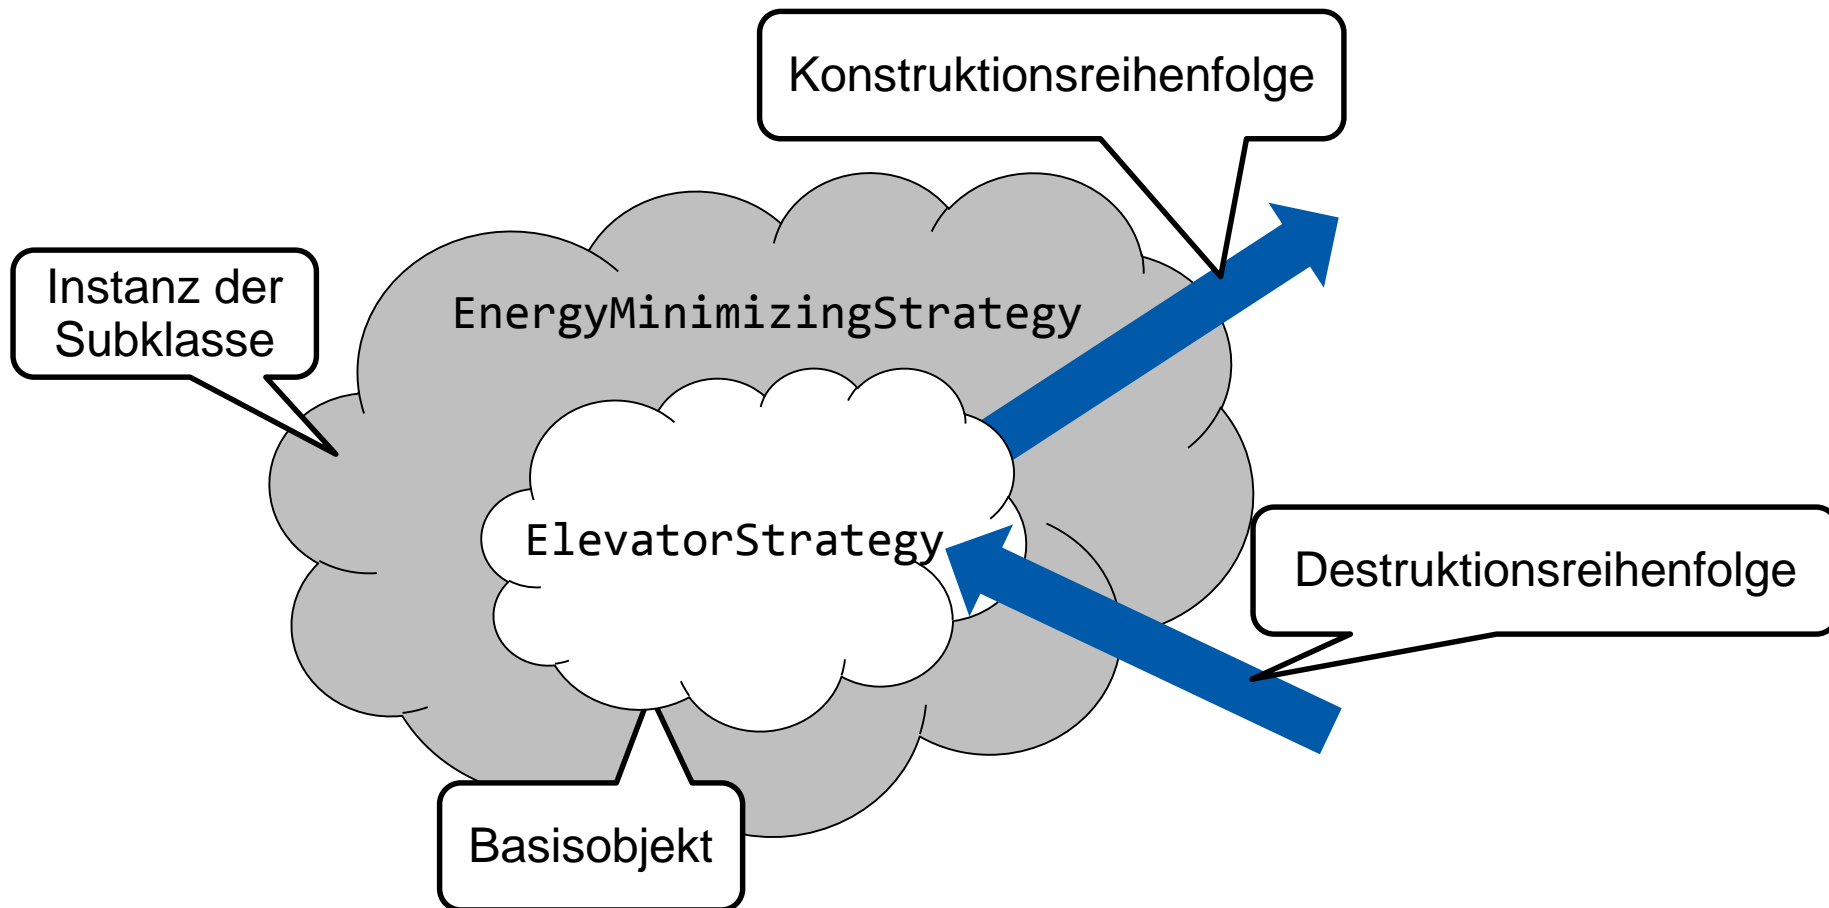 Konstruktionsreihenfolge
Instanz der
Subklasse
EnergyMinimizingStrategy
ElevatorStrategy
Destruktionsreihenfolge
Basisobjekt